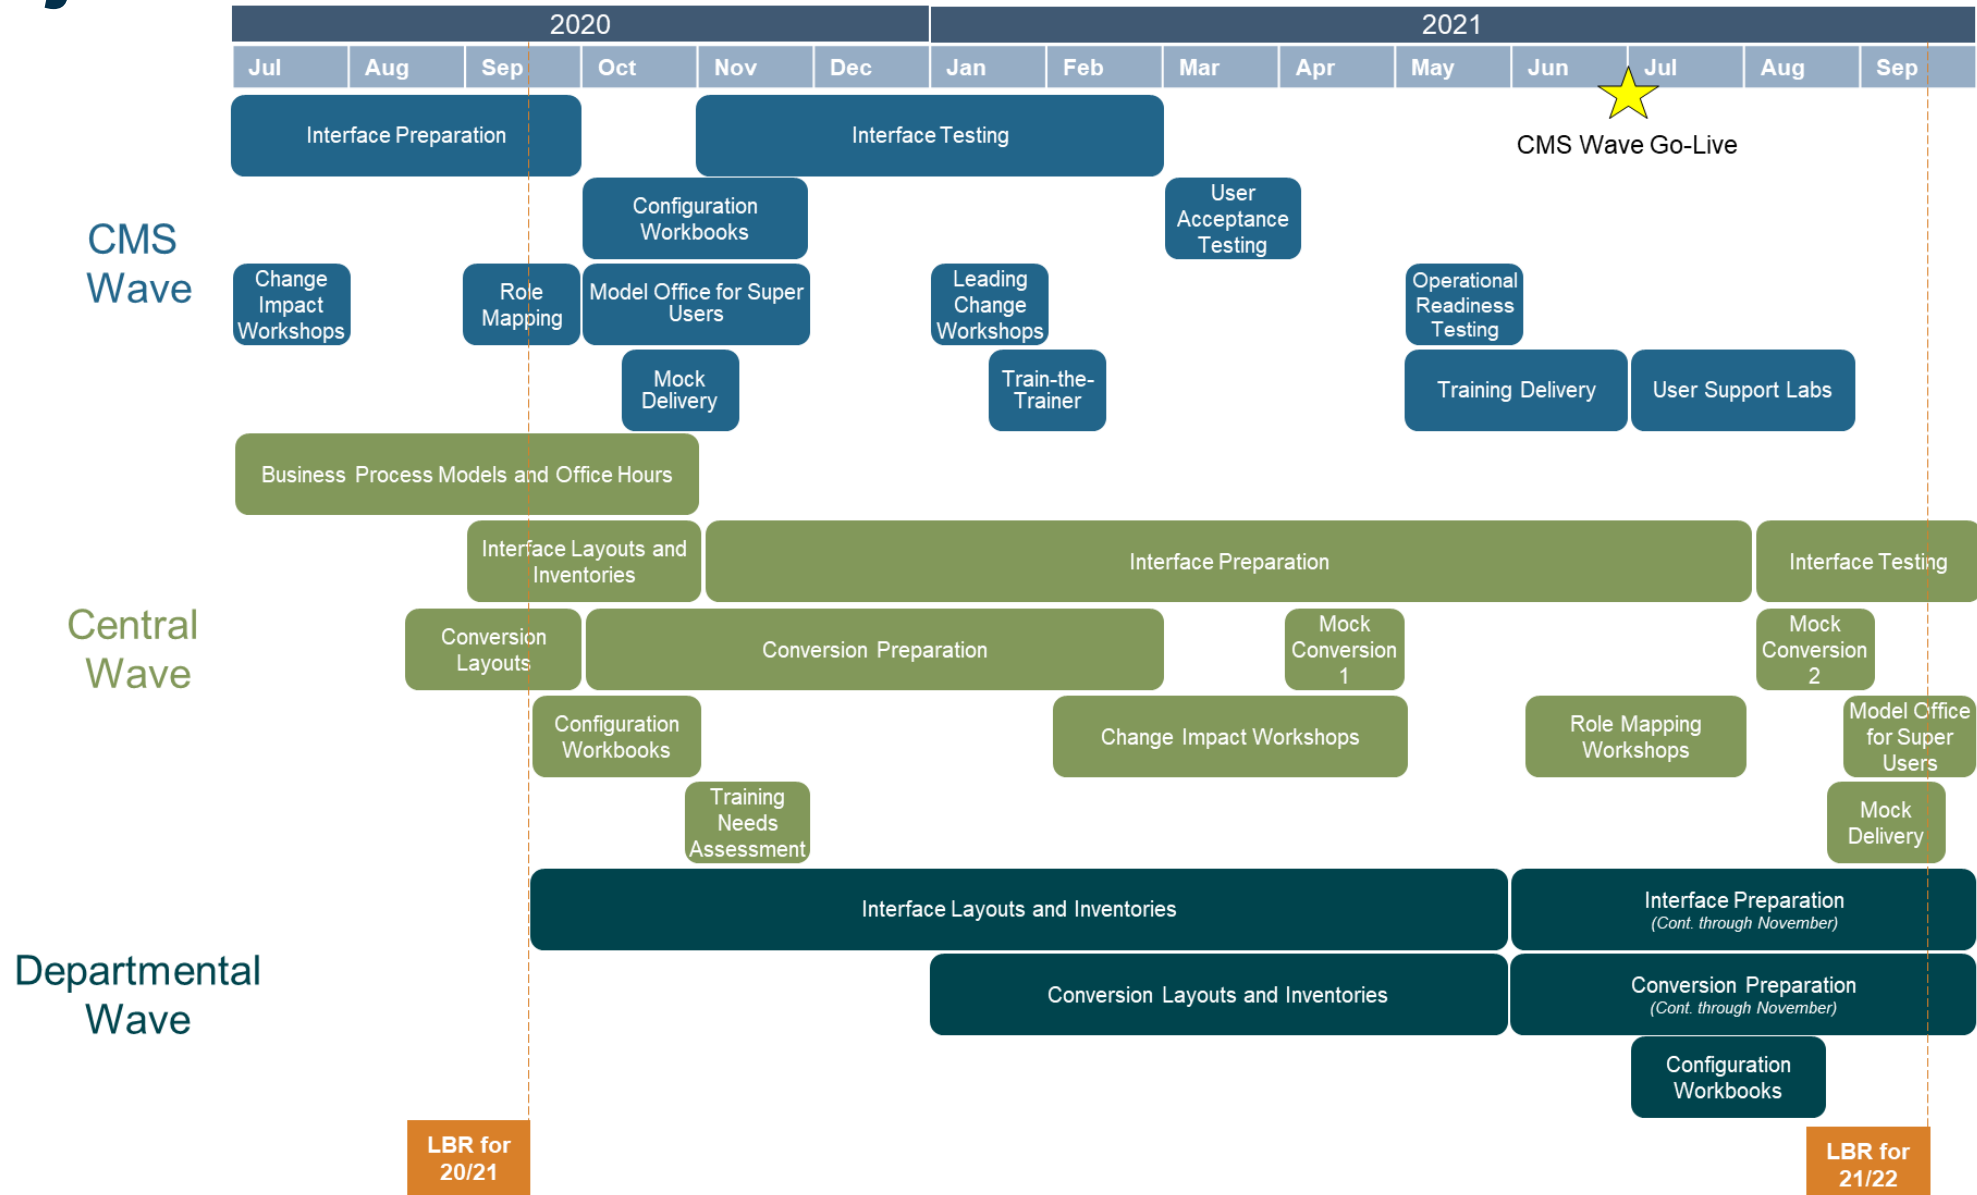 2020
2021
Jul
Aug
Sep
Oct
Nov
Dec
Jan
Feb
Mar
Apr
May
Jun
Jul
Aug
Sep
CMS Wave Go-Live
CMS
Wave
Interface Preparation
Interface Testing
Configuration
Workbooks
User
Acceptance
Testing
Change
Impact
Workshops
Role
Mapping
Model Office for Super
Users
Leading
Change
Workshops
Operational
Readiness
Testing
Mock
Delivery
Train-the-
Trainer
Training Delivery
User Support Labs
Central
Wave
Business Process Models and Office Hours
Interface Layouts and
Inventories
Interface Preparation
Interface Testing
Conversion
Layouts
Conversion Preparation
Mock
Conversion
1
Mock
Conversion
2
Configuration
Workbooks
Change Impact Workshops
Role Mapping
Workshops
Model Office
for Super
Users
Training
Needs
Assessment
Mock
Delivery
Departmental
Wave
Interface Layouts and Inventories
Interface Preparation
(Cont. through November)
Conversion Layouts and Inventories
Conversion Preparation
(Cont. through November)
Configuration
Workbooks
LBR for
20/21
LBR for
21/22